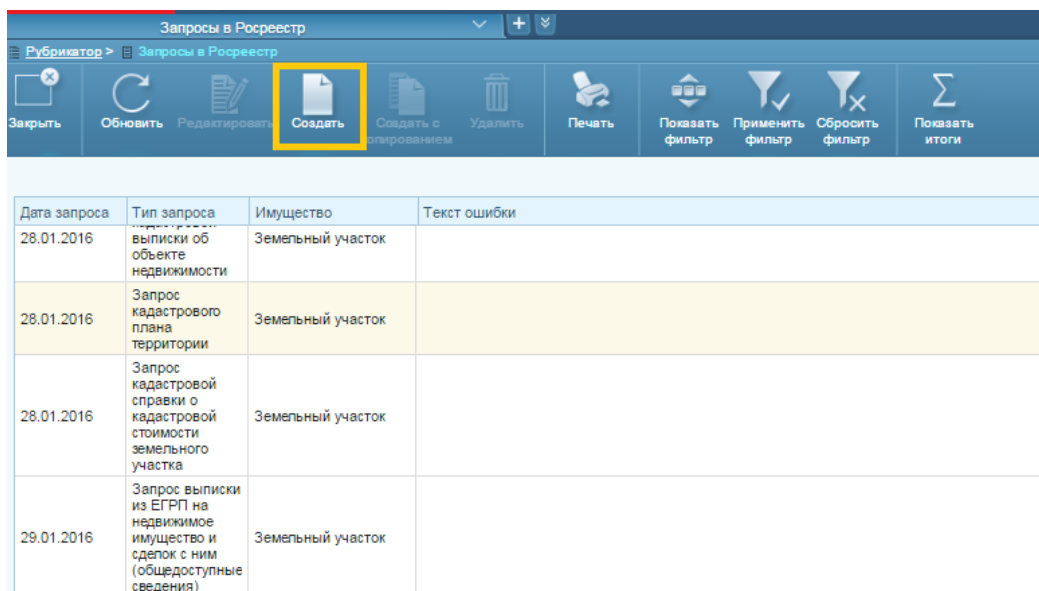 Запросы в Росреестр
Рубрикатор > Запросы в Росреестр
Закрыть Обновить Редактировать Создать Создать с Удалить Печать Показать Применить Сбросить Показать
опированием фильтр фильтр фильтр итоги
Дата запроса Тип запроса Имущество Текст ошибки
28.01.2016 выписки об Земельный участок
объекте
недвижимости
Запрос
кадастрового
28.01.2016 плана Земельный участок
территории
Запрос
кадастровой
справки о
28.01.2016 кадастровой Земельный участок
стоимости
земельного
участка
Запрос выписки
из ЕГРП на
недвижимое
29.01.2016 имущество и Земельный участок
сделок с ним
(общедоступные
сведения)